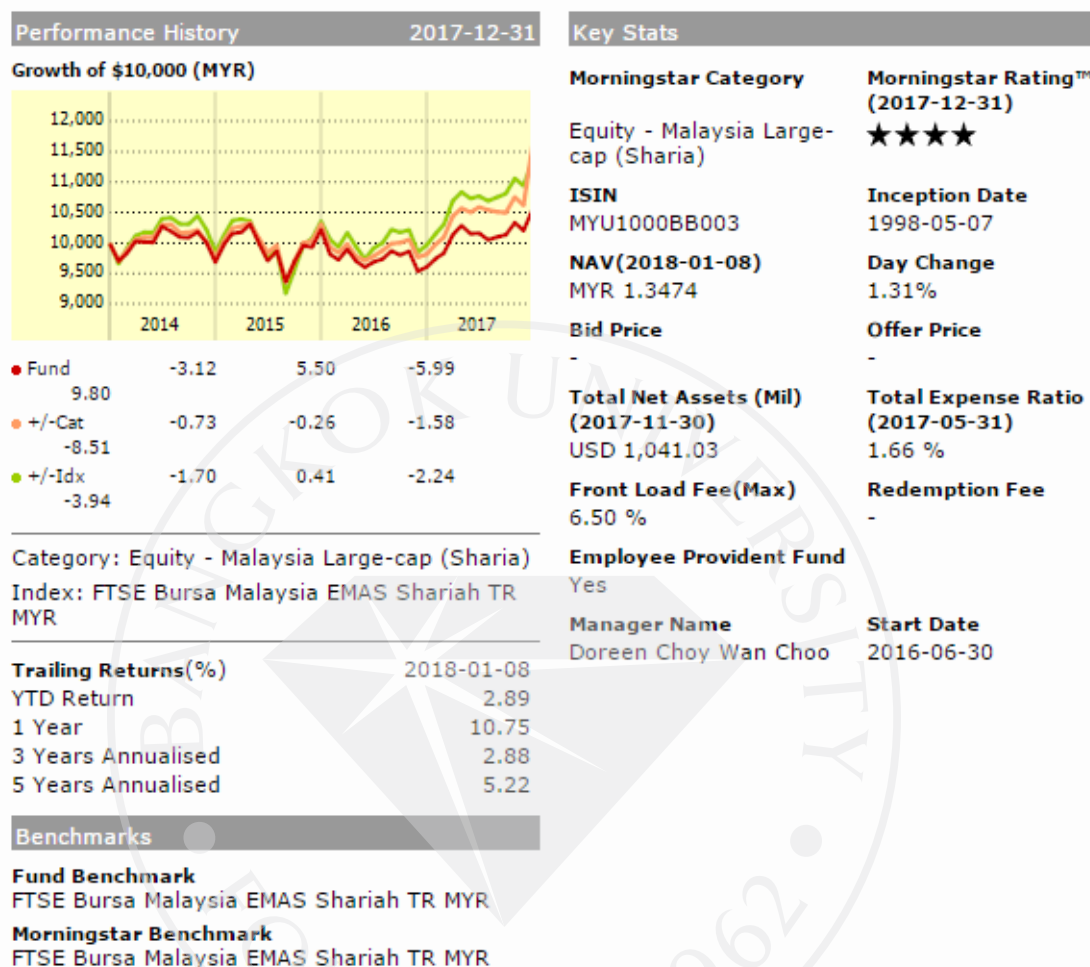 Performance History 2017-12-31
Growth of $10,000 (MYR)
12,000
11,500
11,000
10,500
10,000
9,500
9,000
2014 2015 2016 2017
Fund -3.12 5.50 -5.99
9.80
+/-Cat -0.73 -0.26 -1.58
-8.51
+/-Idx -1.70 0.41 -2.24
-3.94
Category: Equity - Malaysia Large-cap (Sharia)
Index: FTSE Bursa Malaysia EMAS Shariah TR
MYR
Trailing Returns(%) 2018-01-08
YTD Return 2.89
1 Year 10.75
3 Years Annualised 2.88
5 Years Annualised 5.22
Benchmarks
Fund Benchmark
FTSE Bursa Malaysia EMAS Shariah TR MYR
Morningstar Benchmark
FTSE Bursa Malaysia EMAS Shariah TR MYR
Key Stats
Morningstar Category Morningstar Rating™
(2017-12-31)
Equity - Malaysia Large- ★★★★
cap (Sharia)
ISIN Inception Date
MYU1000BB003 1998-05-07
NAV(2018-01-08) Day Change
MYR 1.3474 1.31%
Bid Price Offer Price
- -
Total Net Assets (Mil) Total Expense Ratio
(2017-11-30) (2017-05-31)
USD 1,041.03 1.66 %
Front Load Fee(Max) Redemption Fee
6.50 % -
Employee Provident Fund
Yes
Manager Name Start Date
Doreen Choy Wan Choo 2016-06-30
BANGKOK UNIVERSITY
962